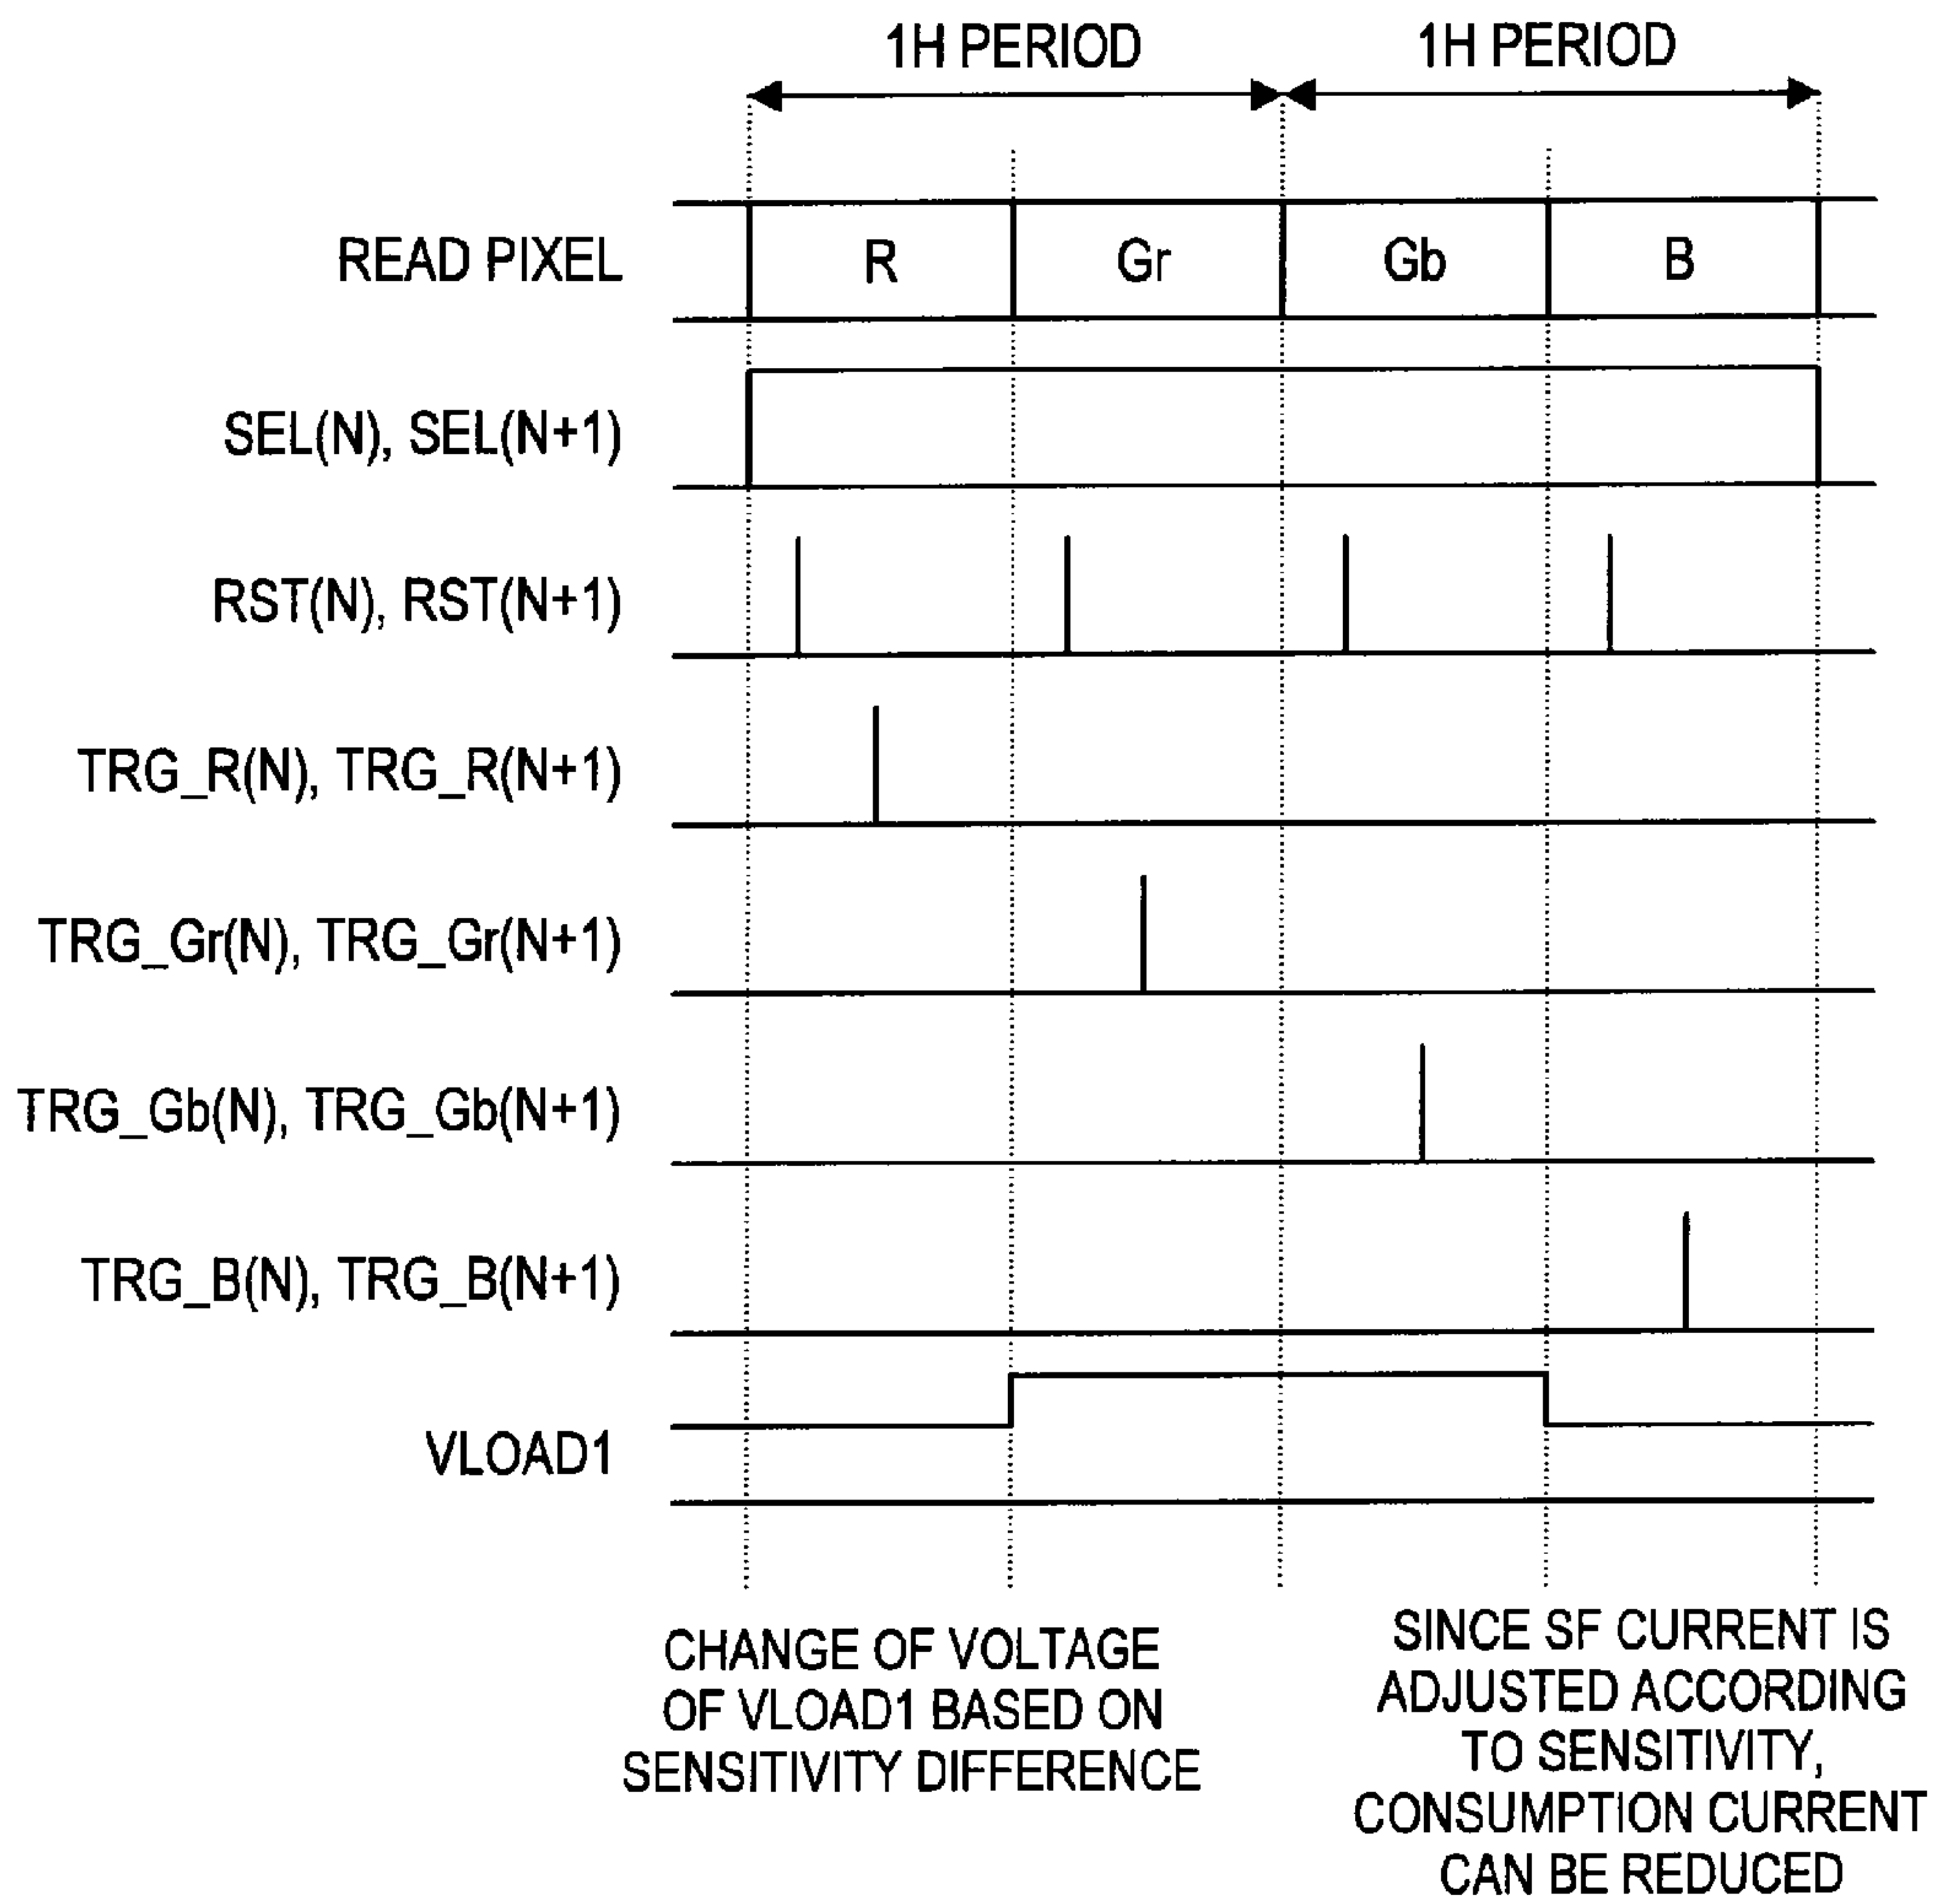 1H PERIOD 1H PERIOD
READ PIXEL R Gr Gb B
SEL(N), SEL(N+1)
RST(N), RST(N+1)
TRG_R(N), TRG_R(N+1)
TRG_Gr(N), TRG_Gr(N+1)
TRG_Gb(N), TRG_Gb(N+1)
TRG_B(N), TRG_B(N+1)
VLOAD1
CHANGE OF VOLTAGE
OF VLOAD1 BASED ON
SENSITIVITY DIFFERENCE
SINCE SF CURRENT IS
ADJUSTED ACCORDING
TO SENSITIVITY,
CONSUMPTION CURRENT
CAN BE REDUCED